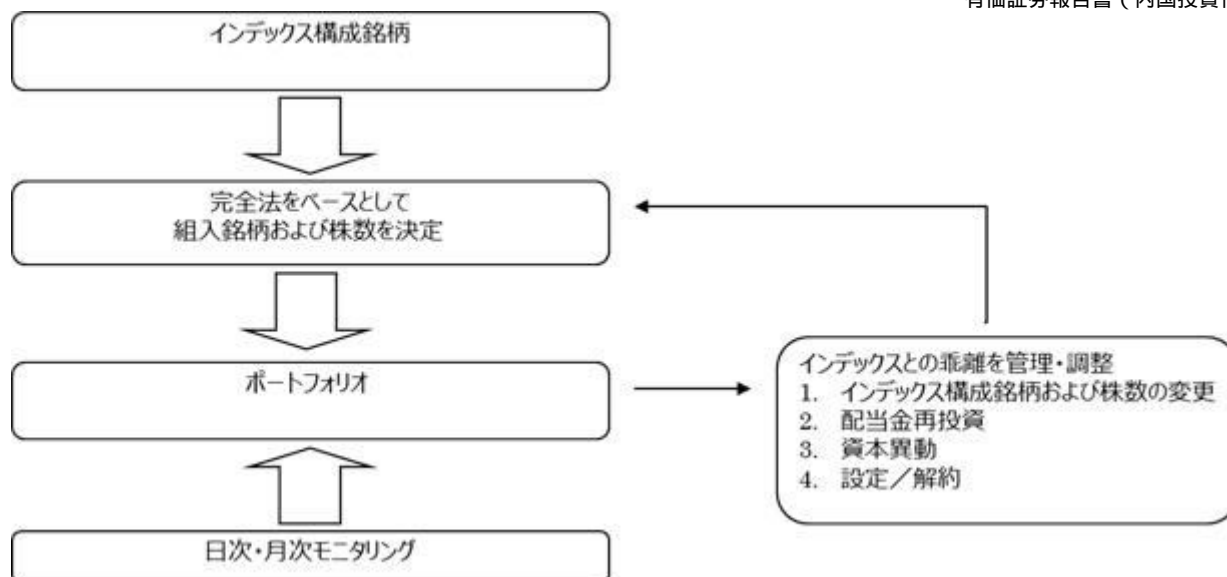 有価証券報告書（内国投資信
インデックス構成銘柄
完全法をベースとして
組入銘柄および株数を決定
ポートフォリオ
インデックスとの乖離を管理・調整
1. インデックス構成銘柄および株数の変更
2. 配当金再投資
3. 資本異動
4. 設定／解約
日次・月次モニタリング